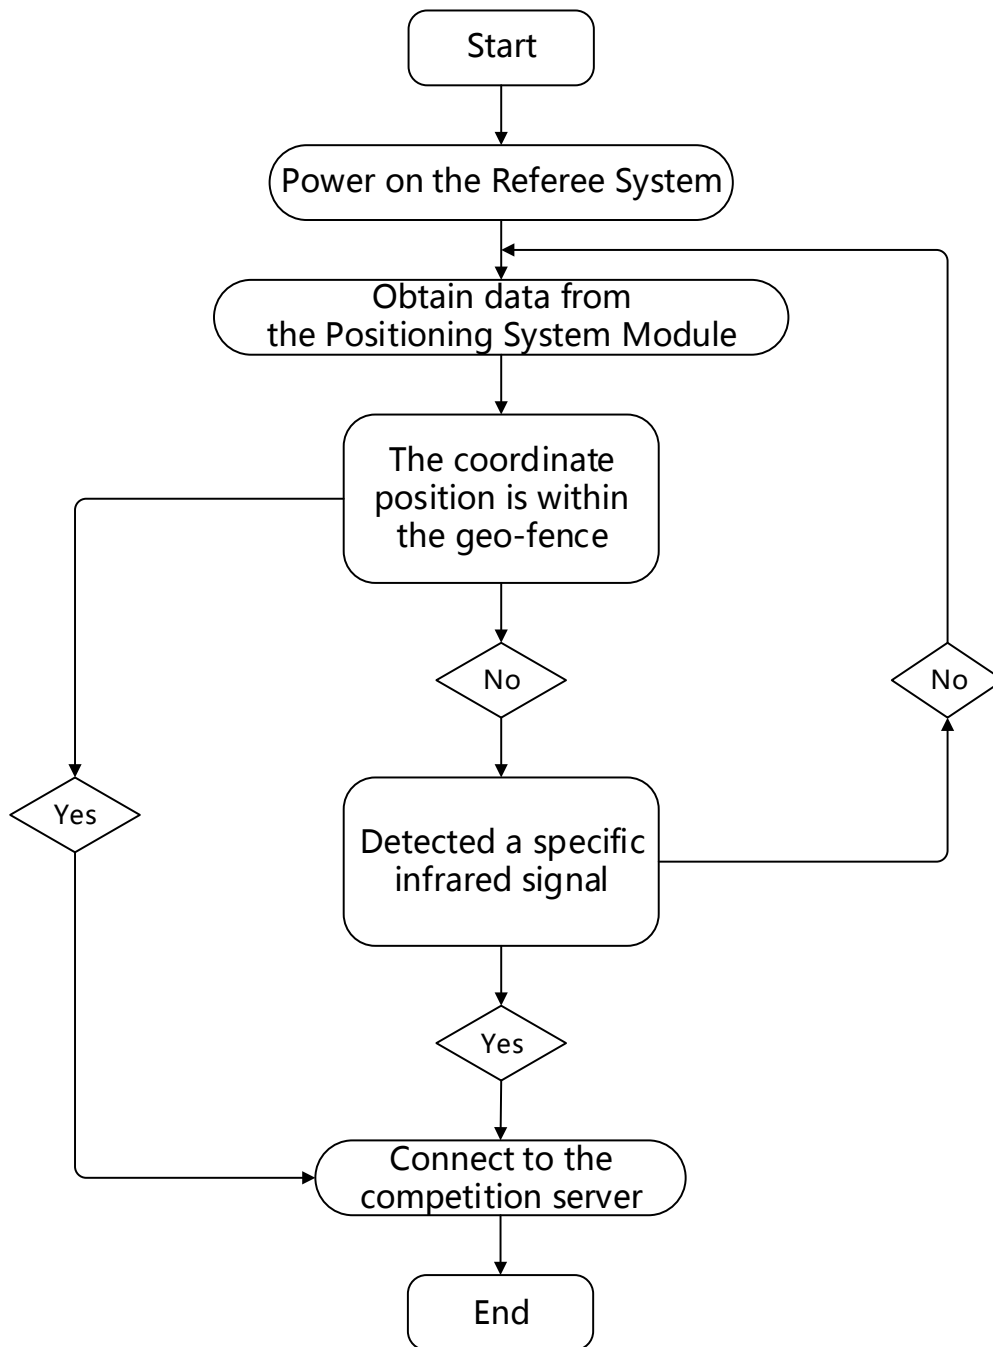 Start
Power on the Referee System
Obtain data from
the Positioning System Module
The coordinate
position is within
the geo-fence
No
No
Yes
Detected a specific
infrared signal
Yes
Connect to the
competition server
End